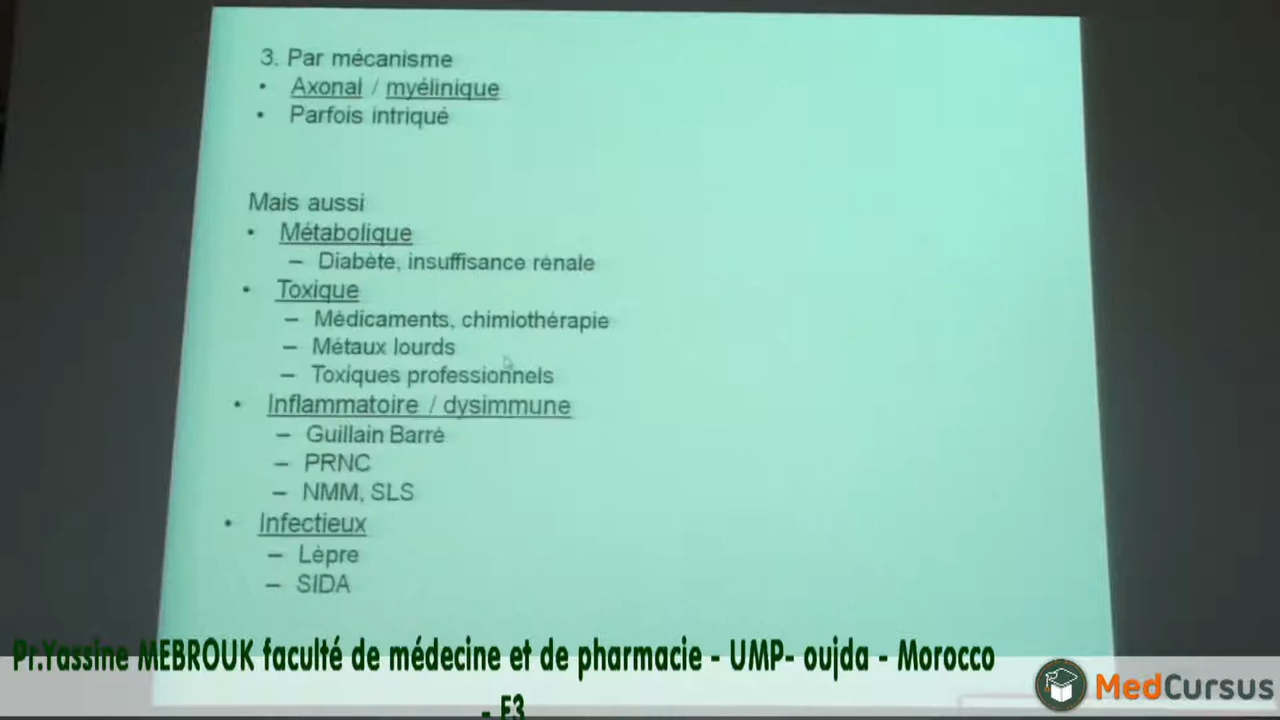 3. Par mécanisme
• Axonal / myélinique
• Parfois intriqué
Mais aussi
• Métabolique
– Diabète, insuffisance rénale
• Toxique
– Médicaments, chimiothérapie
– Métaux lourds
– Toxiques professionnels
• Inflammatoire / dysimmune
– Guillain Barré
– PRNC
– NMM, SLS
• Infectieux
– Lèpre
– SIDA
Pr.Yassine MEBROUK faculté de médecine et de pharmacie - UMP- oujda - Morocco
- E3
MedCursus